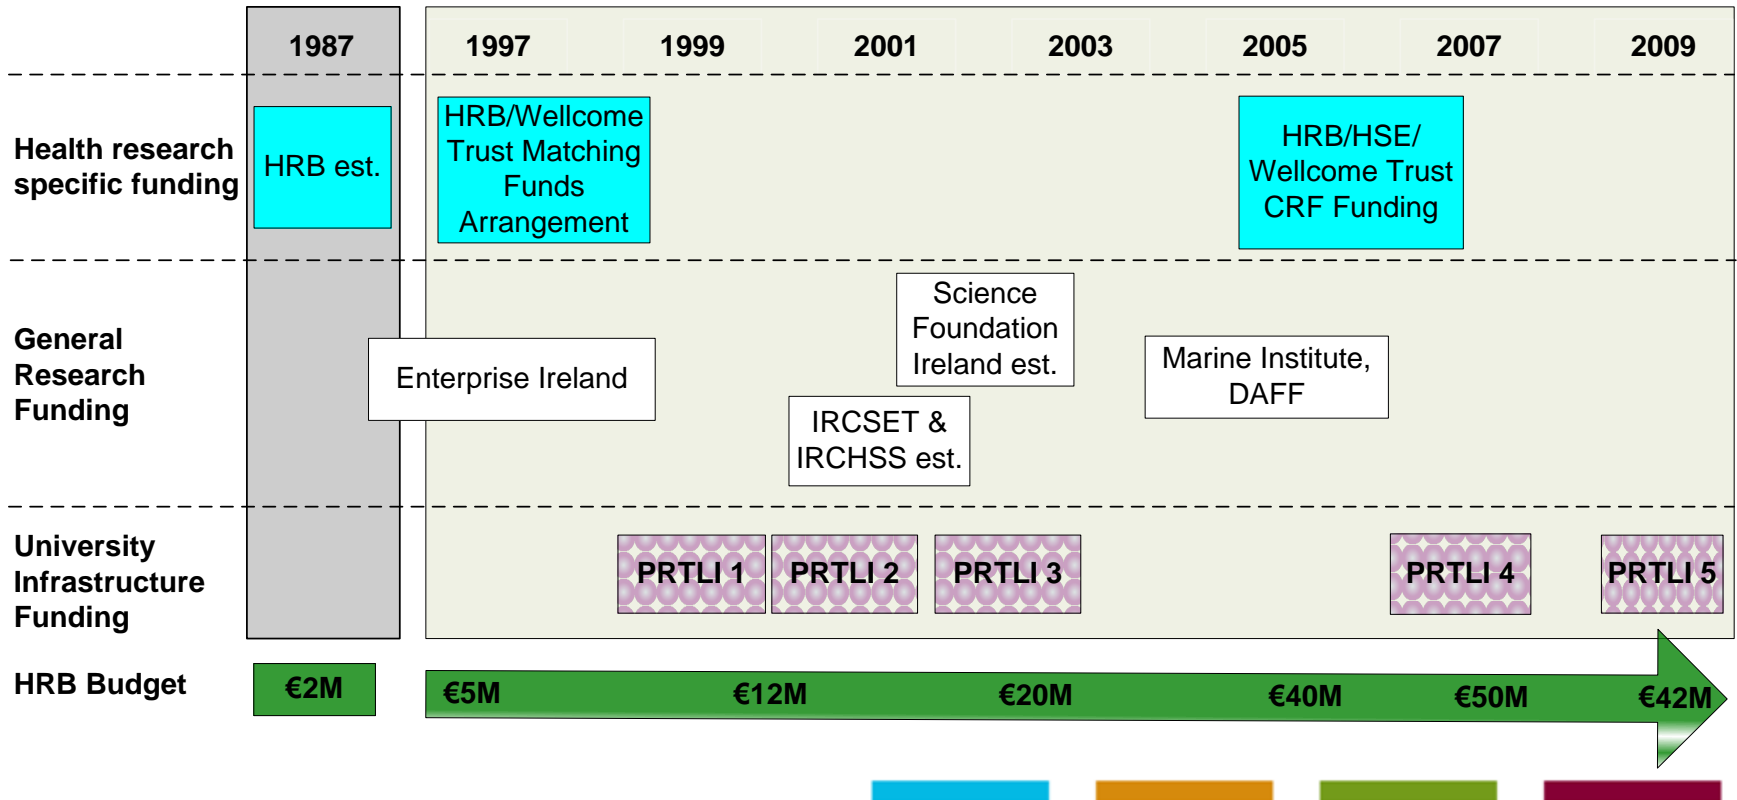 1987 1997 1999 2001 2003 2005 2007 2009
Health research
specific funding
HRB est.
HRB/Wellcome
Trust Matching
Funds
Arrangement
HRB/HSE/
Wellcome Trust
CRF Funding
General
Research
Funding
Enterprise Ireland
Science
Foundation
Ireland est.
IRCSET &
IRCHSS est.
Marine Institute,
DAFF
University
Infrastructure
Funding
PRTLI 1 PRTLI 2 PRTLI 3 PRTLI 4 PRTLI 5
HRB Budget €2M €5M €12M €20M €40M €50M €42M